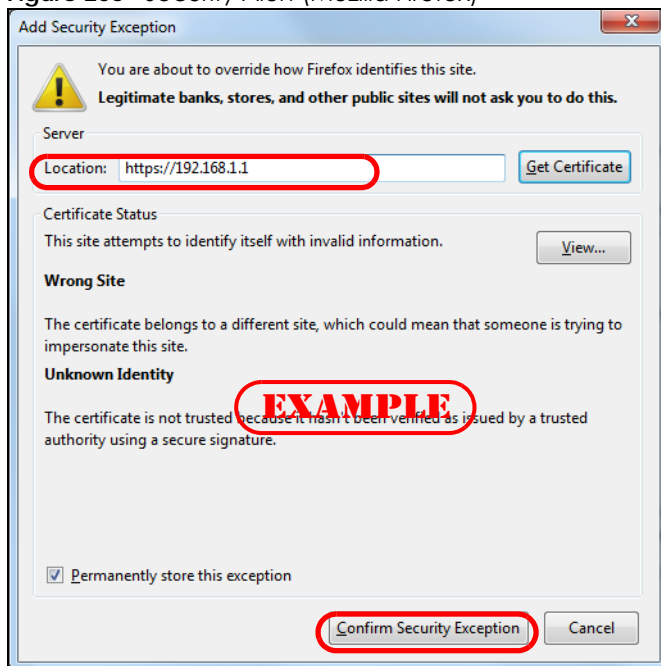 Add Security Exception
You are about to override how Firefox identifies this site.
Legitimate banks, stores, and other public sites will not ask you to do this.
Server
Location: https://192.168.1.1 Get Certificate
Certificate Status
This site attempts to identify itself with invalid information.
View...
Wrong Site
The certificate belongs to a different site, which could mean that someone is trying to
impersonate this site.
Unknown Identity
EXAMPLE
The certificate is not trusted because it hasn't been verified as issued by a trusted
authority using a secure signature.
Permanently store this exception
Confirm Security Exception Cancel